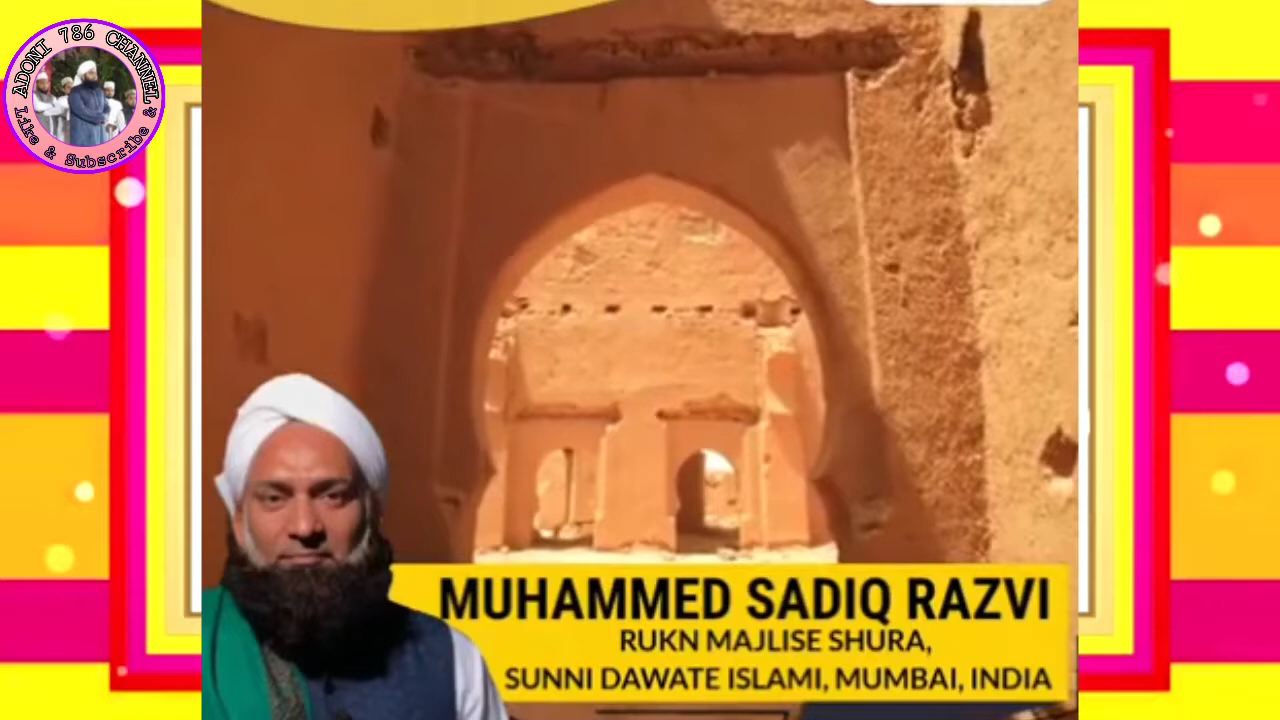 ADONI 786 CHANNEL
Like & Subscribe &
MUHAMMED SADIQ RAZVI
RUKN MAJLISE SHURA,
SUNNI DAWATE ISLAMI, MUMBAI, INDIA